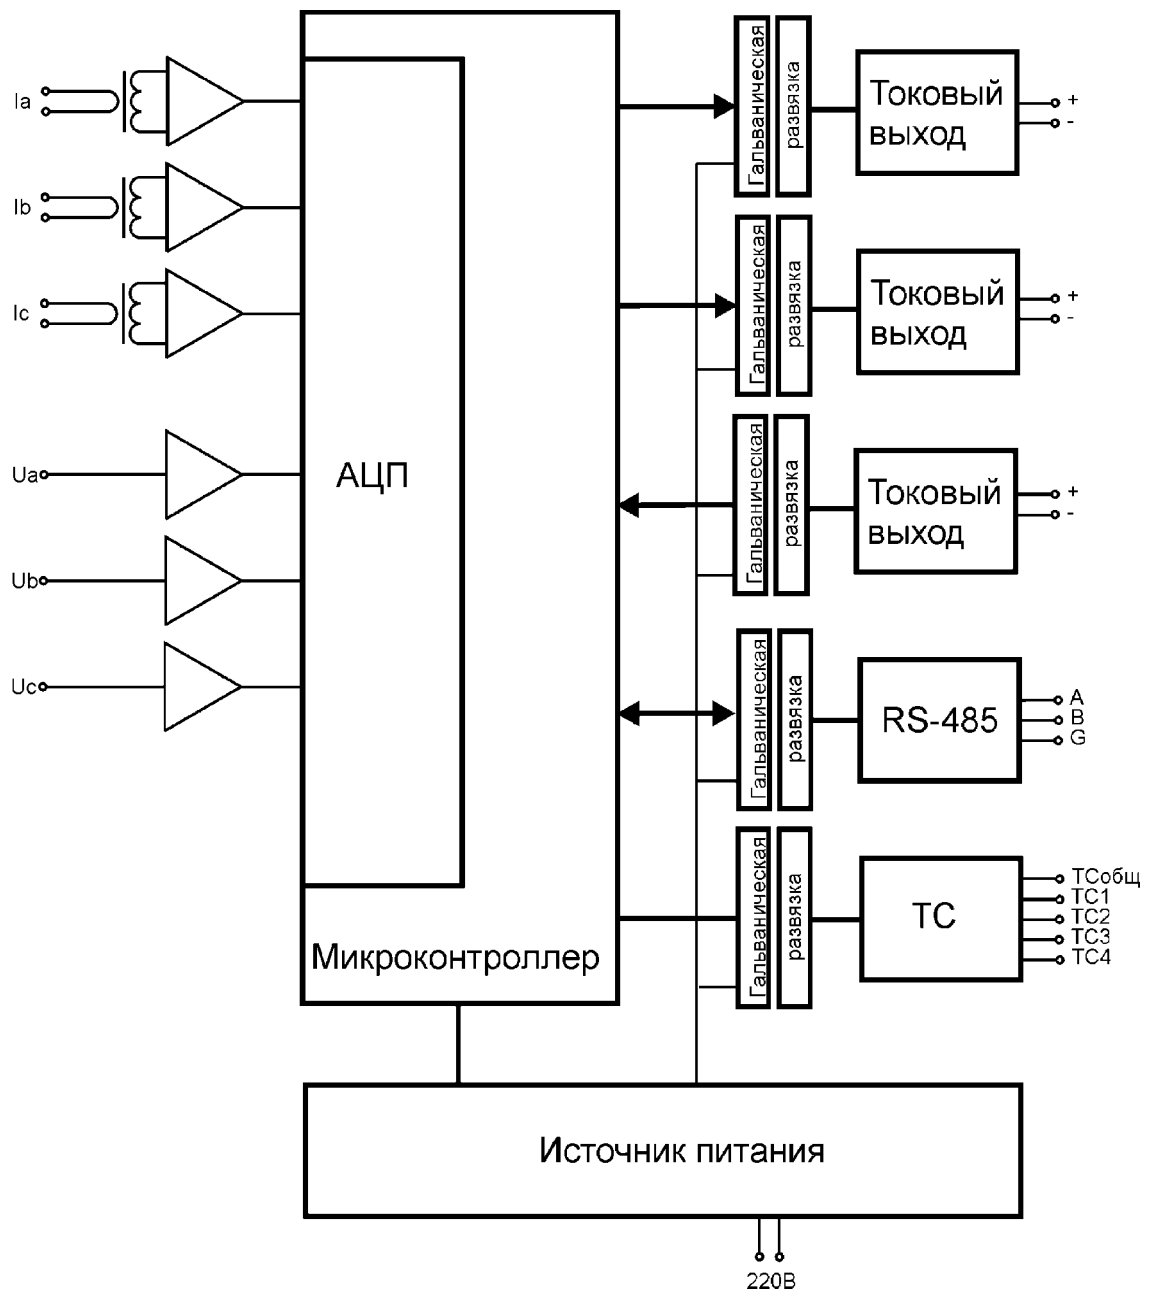 Ia
Ib
Ic
Ua
Ub
Uc
АЦП
Микроконтроллер
Гальваническая
развязка
Токовый
выход
+
-
Гальваническая
развязка
Токовый
выход
+
-
Гальваническая
развязка
Токовый
выход
+
-
Гальваническая
развязка
RS-485
A
B
G
Гальваническая
развязка
ТС
ТСобщ
ТС1
ТС2
ТС3
ТС4
Источник питания
220В